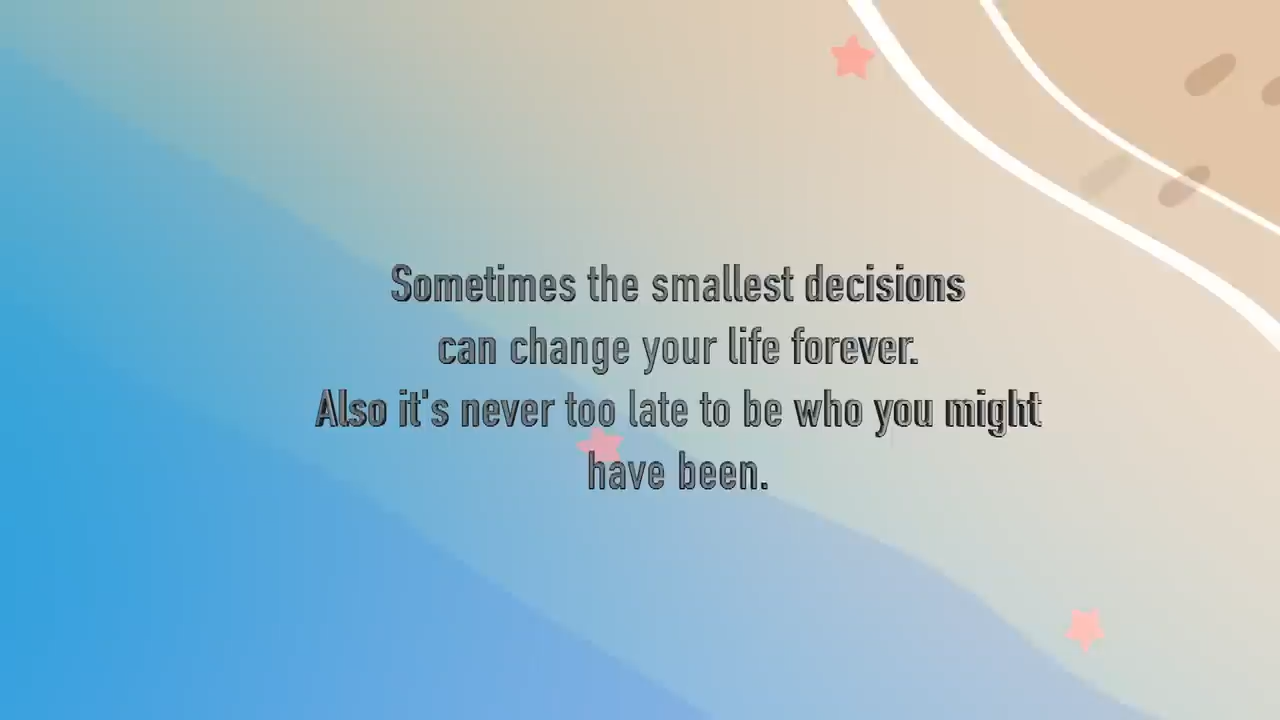 Sometimes the smallest decisions
can change your life forever.
Also it's never too late to be who you might
have been.